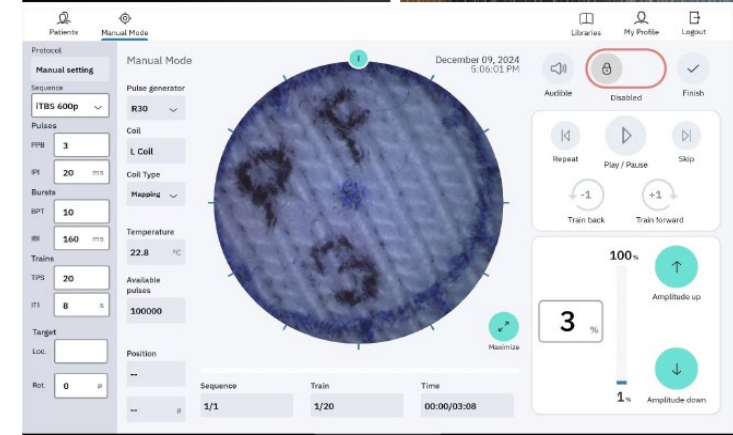 Patients
Manual Mode
Libraries
My Profile
Logout
Protocol
Manual setting
Sequence
iTBS 600p
Pulses
PPB 3
IPI 20 ms
Bursts
BPT 10
IBI 160 ms
Trains
TPS 20
ITI 8 s
Target
Loc.
Rot. 0 ø
Manual Mode
Pulse generator
R30
Coil
L Coil
Coil Type
Mapping
Temperature
22.8 °C
Available
pulses
100000
Position
--
-- ø
I
December 09, 2024
5:06:01 PM
Maximize
Sequence
1/1
Train
1/20
Time
00:00/03:08
Audible
Disabled
Finish
Repeat
Play / Pause
Skip
-1
+1
Train back
Train forward
3 %
100%
1%
Amplitude up
Amplitude down